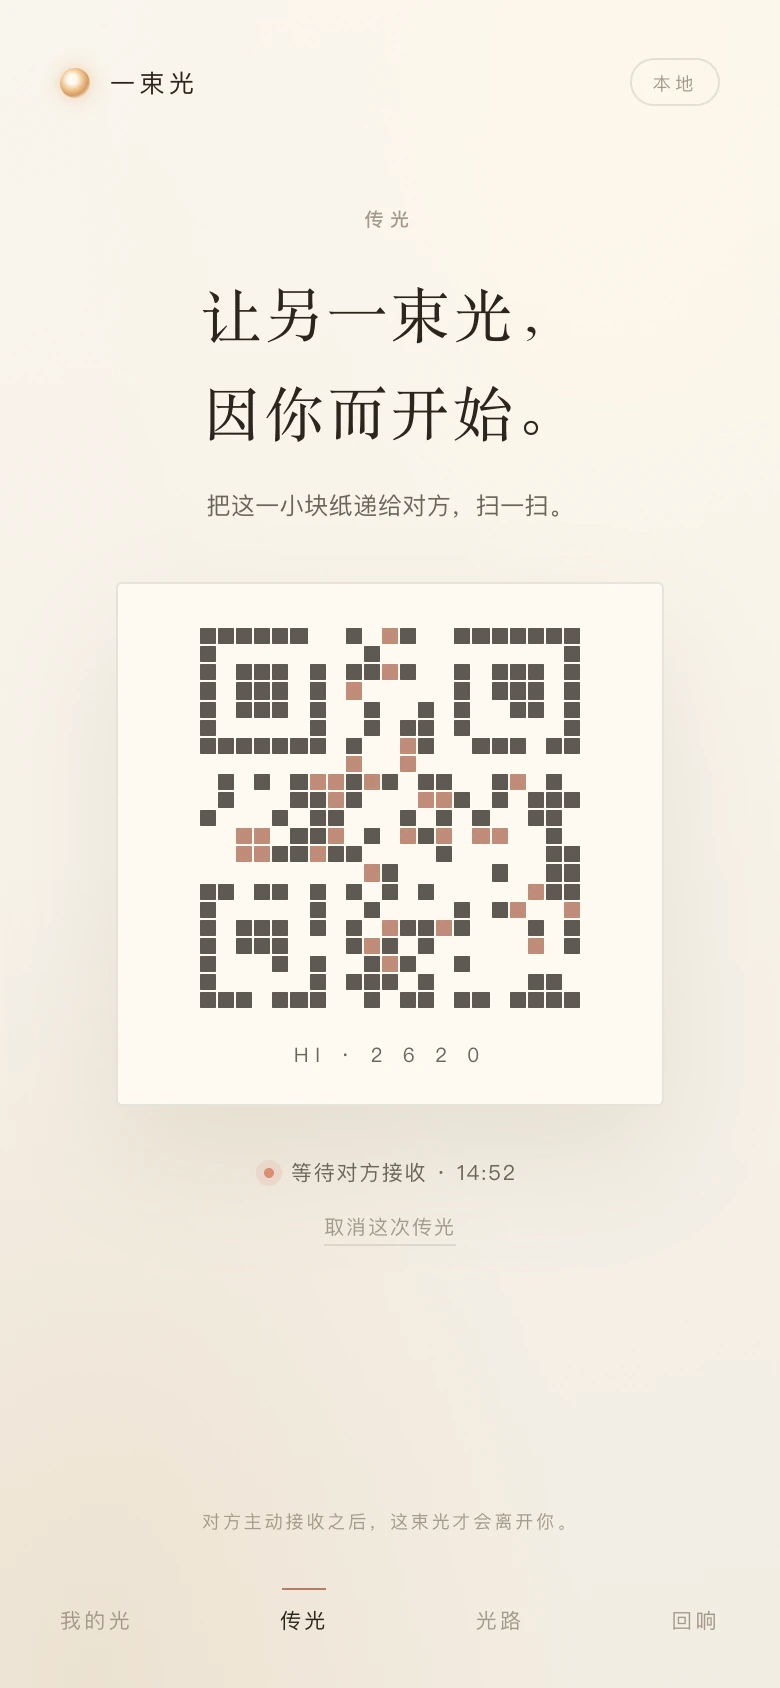 一束光
本地
传光
让另一束光，
因你而开始。
把这一小块纸递给对方，扫一扫。
HI · 2620
等待对方接收 · 14:52
取消这次传光
对方主动接收之后，这束光才会离开你。
我的光
传光
光路
回响